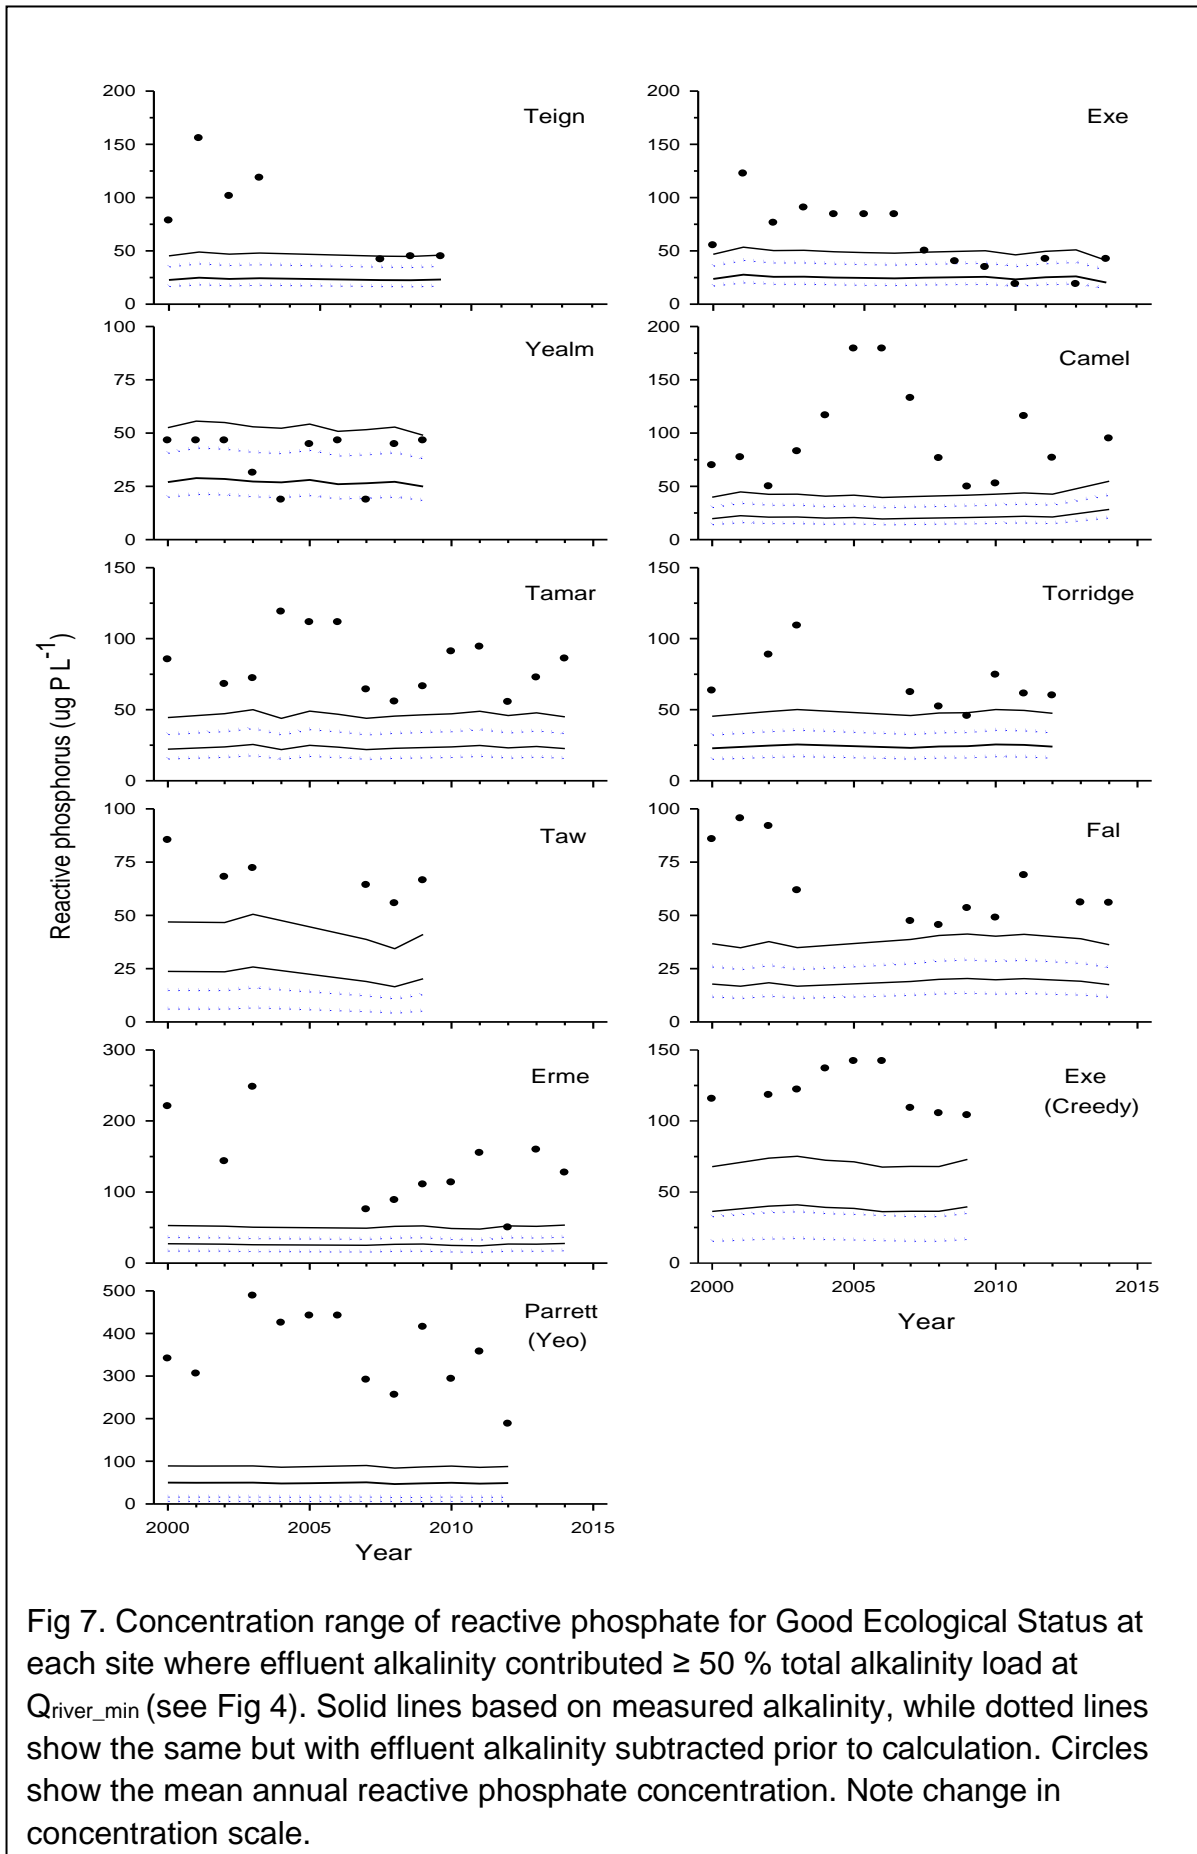 200
150
100
50
0
Teign
200
150
100
50
0
Exe
100
75
50
25
0
Yealm
200
150
100
50
0
Camel
150
100
50
0
Tamar
150
100
50
0
Torridge
Reactive phosphorus (ug P L-1)
100
75
50
25
0
Taw
100
75
50
25
0
Fal
300
200
100
0
Erme
150
100
50
0
Exe
(Creedy)
2000 2005 2010 2015
Year
500
400
300
200
100
0
Parrett
(Yeo)
2000 2005 2010 2015
Year
Fig 7. Concentration range of reactive phosphate for Good Ecological Status at
each site where effluent alkalinity contributed ≥ 50 % total alkalinity load at
Qriver_min (see Fig 4). Solid lines based on measured alkalinity, while dotted lines
show the same but with effluent alkalinity subtracted prior to calculation. Circles
show the mean annual reactive phosphate concentration. Note change in
concentration scale.